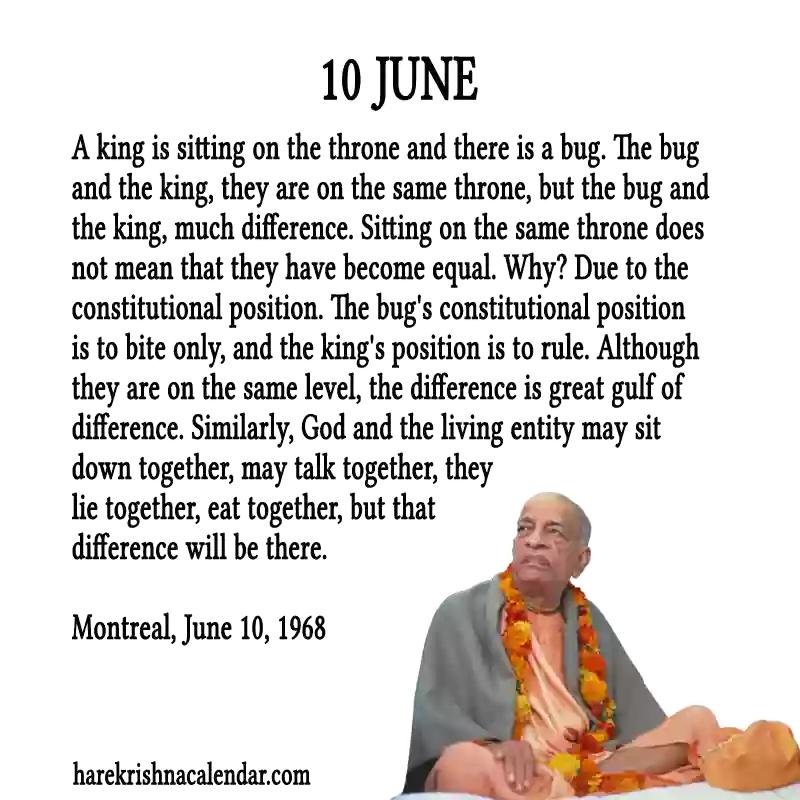 10 JUNE
A king is sitting on the throne and there is a bug. The bug
and the king, they are on the same throne, but the bug and
the king, much difference. Sitting on the same throne does
not mean that they have become equal. Why? Due to the
constitutional position. The bug's constitutional position
is to bite only, and the king's position is to rule. Although
they are on the same level, the difference is great gulf of
difference. Similarly, God and the living entity may sit
down together, may talk together, they
lie together, eat together, but that
difference will be there.
Montreal, June 10, 1968
harekrishnacalendar.com